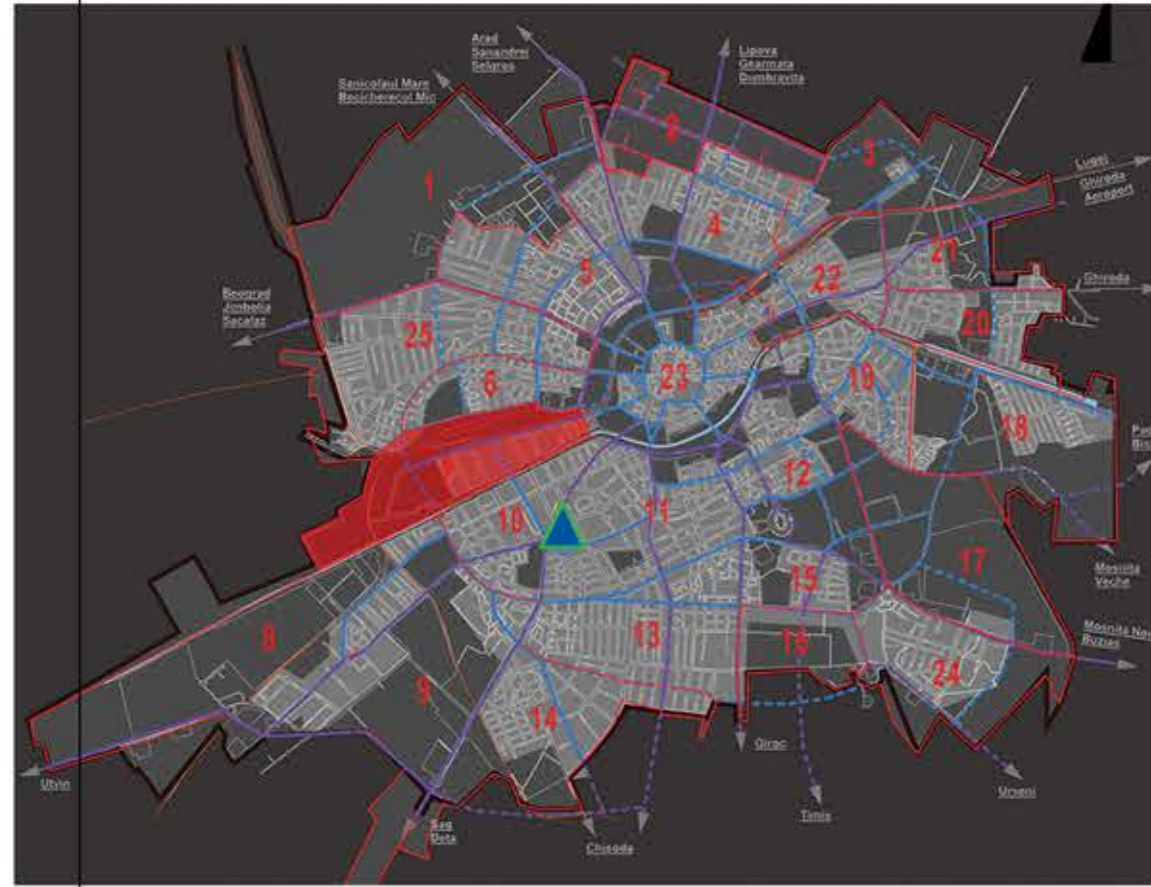 Arad
Sanandrei
Selgros
Lipova
Giarmata
Dumbravita
Sanicolaul Mare
Becicherecul Mic
2
3
1
Lugoj
Ghiroda
Aeroport
4
21
5
22
Ghiroda
Beograd
Jimbolia
Sacalaz
25
20
23
6
19
18
12
11
10
17
15
Mosnita
Veche
8
13
16
Mosnita
Buzias
24
9
14
Giroc
Utvin
Urseni
Timis
Sag
Deta
Chisoda